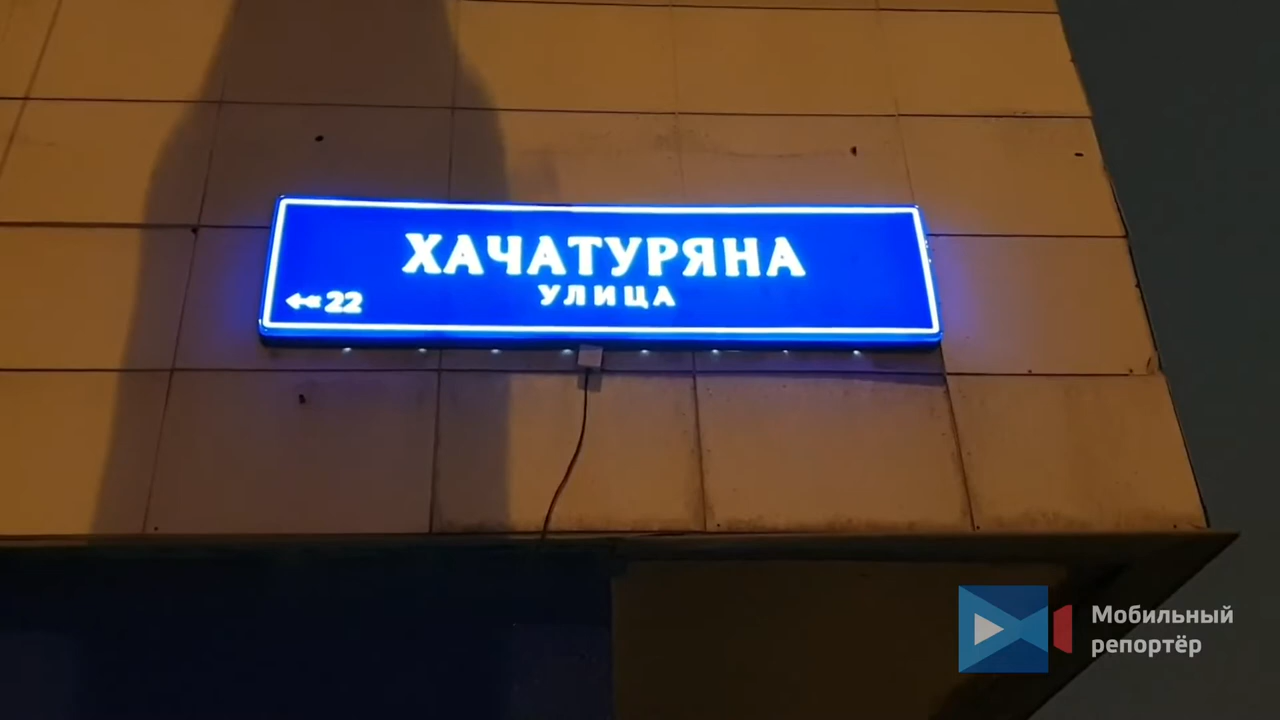 ХАЧАТУРЯНА
УЛИЦА
22
Мобильный
репортёр